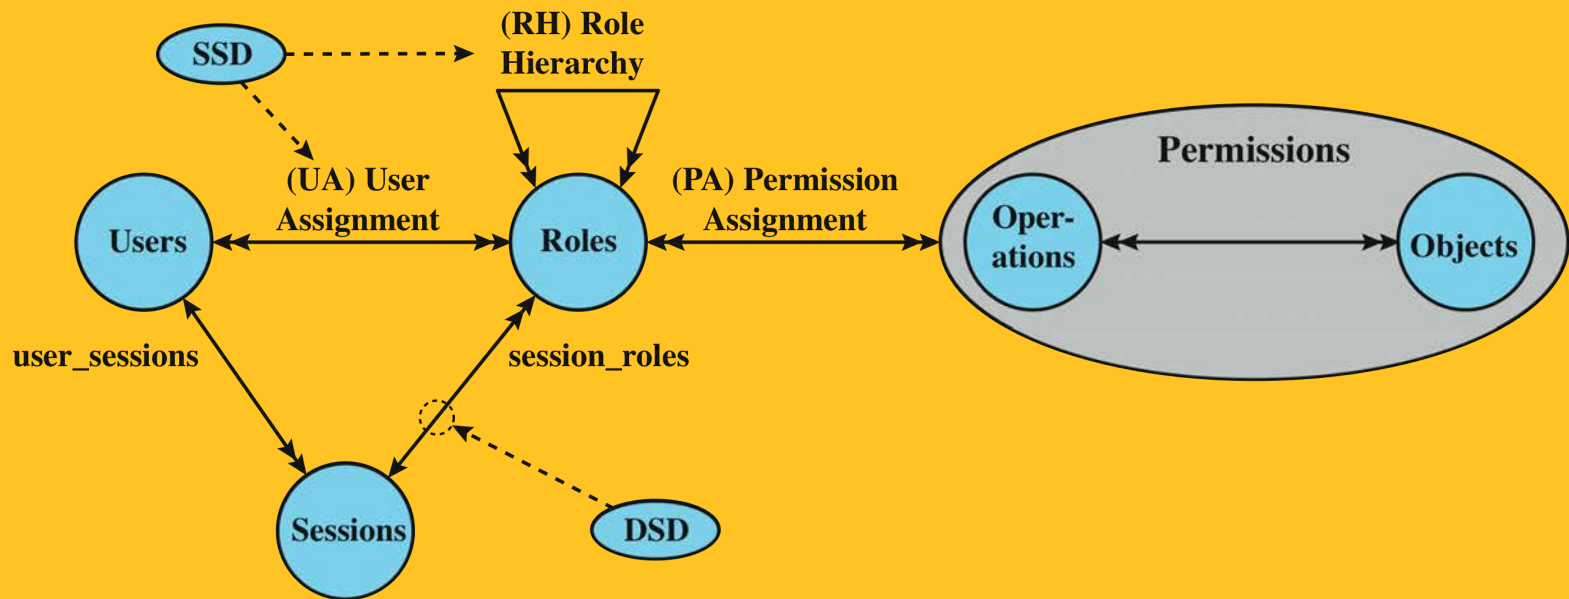 SSD
(RH) Role
Hierarchy
(UA) User
Assignment
(PA) Permission
Assignment
Permissions
Users
Roles
Oper-
ations
Objects
user_sessions
session_roles
Sessions
DSD